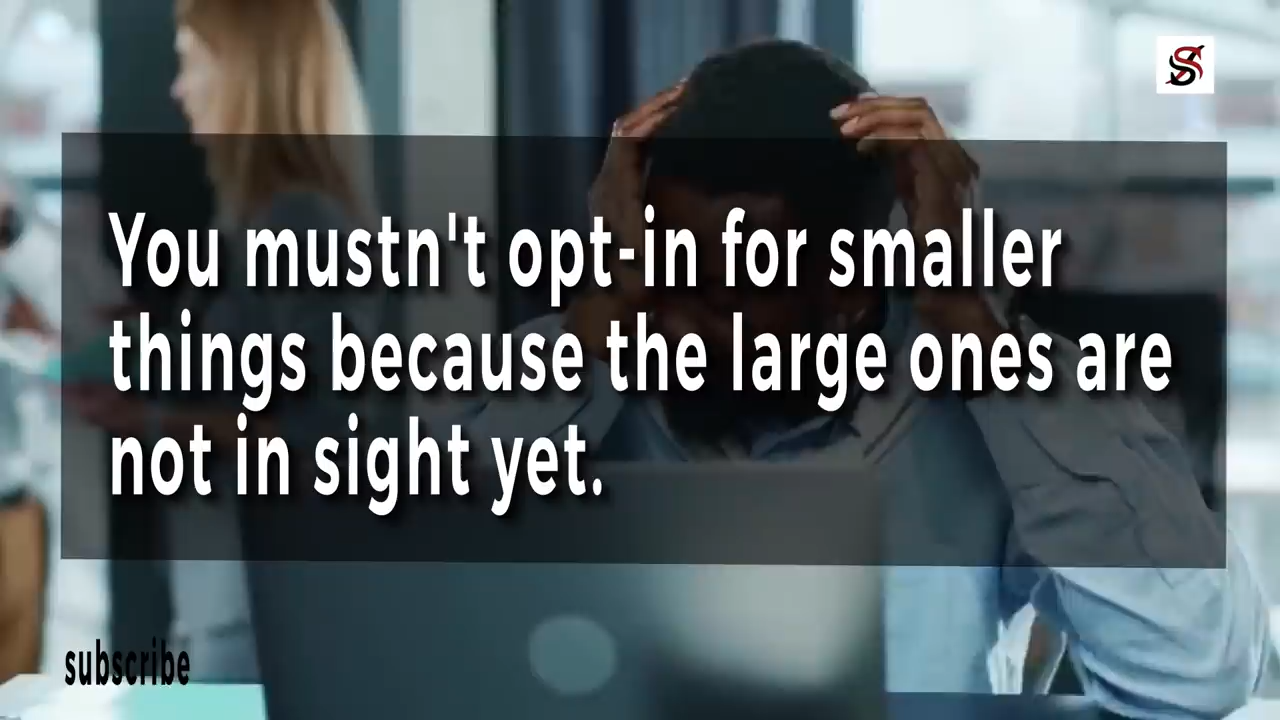 You mustn't opt-in for smaller
things because the large ones are
not in sight yet.
subscribe